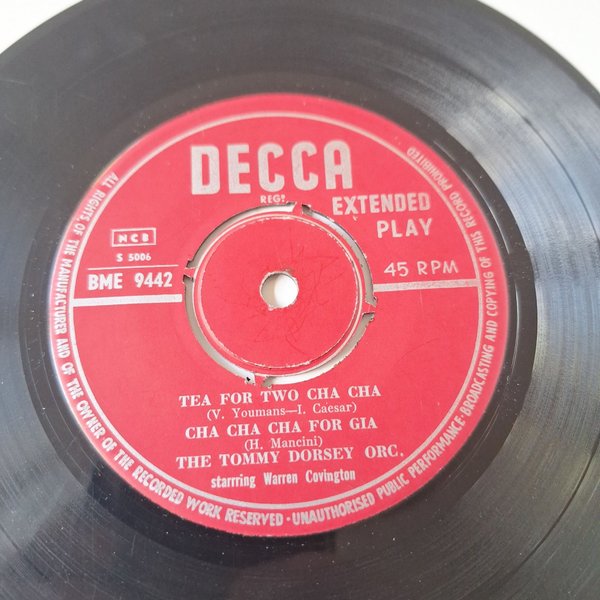 DECCA
REGD
EXTENDED
PLAY
NCB
S 5006
BME 9442
45 RPM
TEA FOR TWO CHA CHA
(V. Youmans—I. Caesar)
CHA CHA CHA FOR GIA
(H. Mancini)
THE TOMMY DORSEY ORC.
starrring Warren Covington
ALL RIGHTS OF THE MANUFACTURER AND OF THE OWNER OF THE RECORDED WORK RESERVED · UNAUTHORISED PUBLIC PERFORMANCE · BROADCASTING AND COPYING OF THIS RECORD PROHIBITED